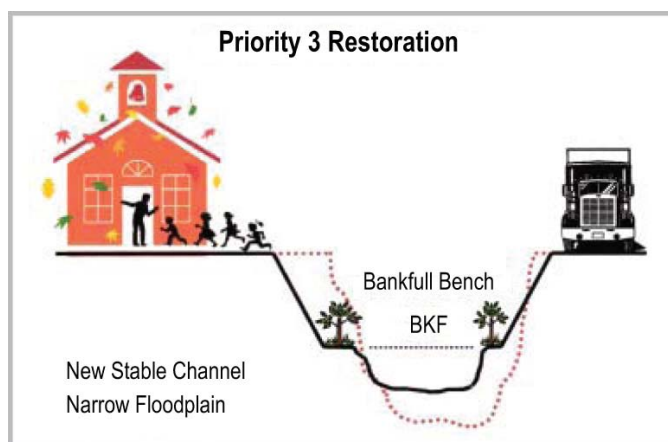 Priority 3 Restoration
Bankfull Bench
BKF
New Stable Channel
Narrow Floodplain